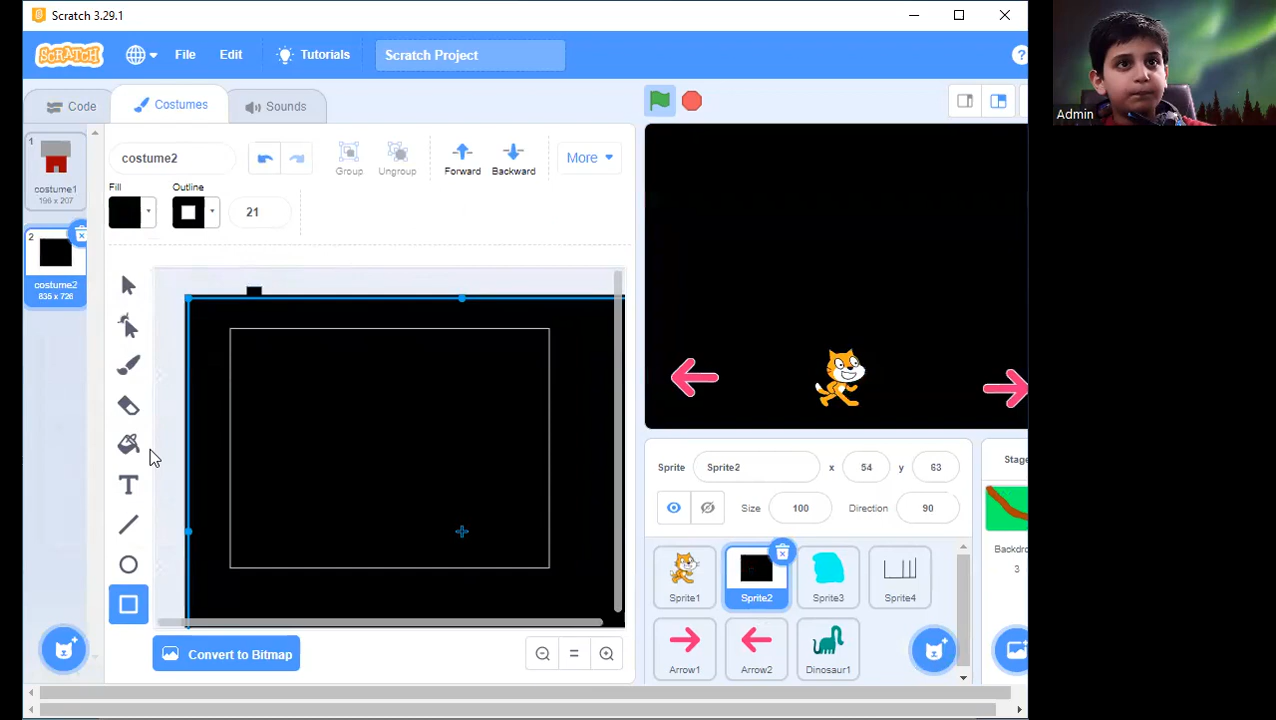 Scratch 3.29.1
SCRATCH File Edit Tutorials Scratch Project ?
Code Costumes Sounds
Admin
1
costume1
196 x 207
2
costume2
835 x 726
costume2 Group Ungroup Forward Backward More
Fill Outline
21
T
Convert to Bitmap
Sprite Sprite2 x 54 y 63
Size 100 Direction 90
Stage
Backdro
3
Sprite1 Sprite2 Sprite3 Sprite4
Arrow1 Arrow2 Dinosaur1